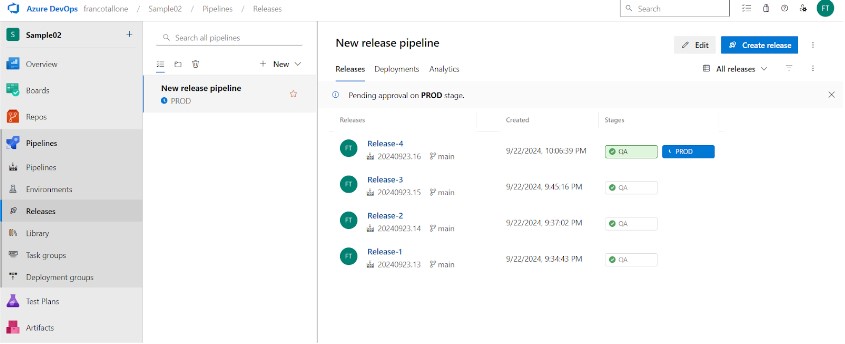 Azure DevOps francotallone / Sample02 / Pipelines / Releases
Search
FT
S Sample02 +
Overview
Boards
Repos
Pipelines
Pipelines
Environments
Releases
Library
Task groups
Deployment groups
Test Plans
Artifacts
Search all pipelines
+ New
New release pipeline
PROD
New release pipeline
Edit
Create release
Releases Deployments Analytics
All releases
Pending approval on PROD stage.
Releases Created Stages
FT Release-4
20240923.16 main
9/22/2024, 10:06:39 PM
QA PROD
FT Release-3
20240923.15 main
9/22/2024, 9:45:16 PM
QA
FT Release-2
20240923.14 main
9/22/2024, 9:37:02 PM
QA
FT Release-1
20240923.13 main
9/22/2024, 9:34:43 PM
QA